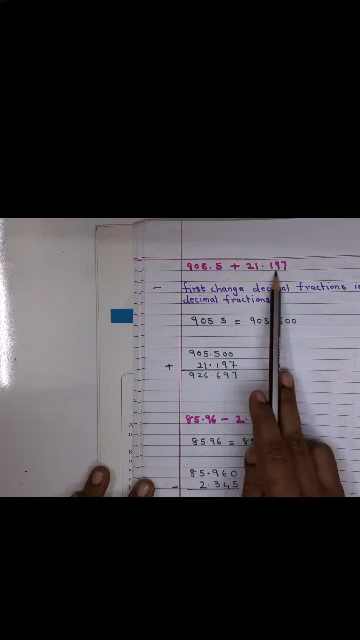 905.5 + 21.197
– first change decimal fractions in
decimal fractions
905 5 = 905 500
905.500
+ 21.197
926.697
85.96 – 2.
85.96 = 85
85.960
– 2.345